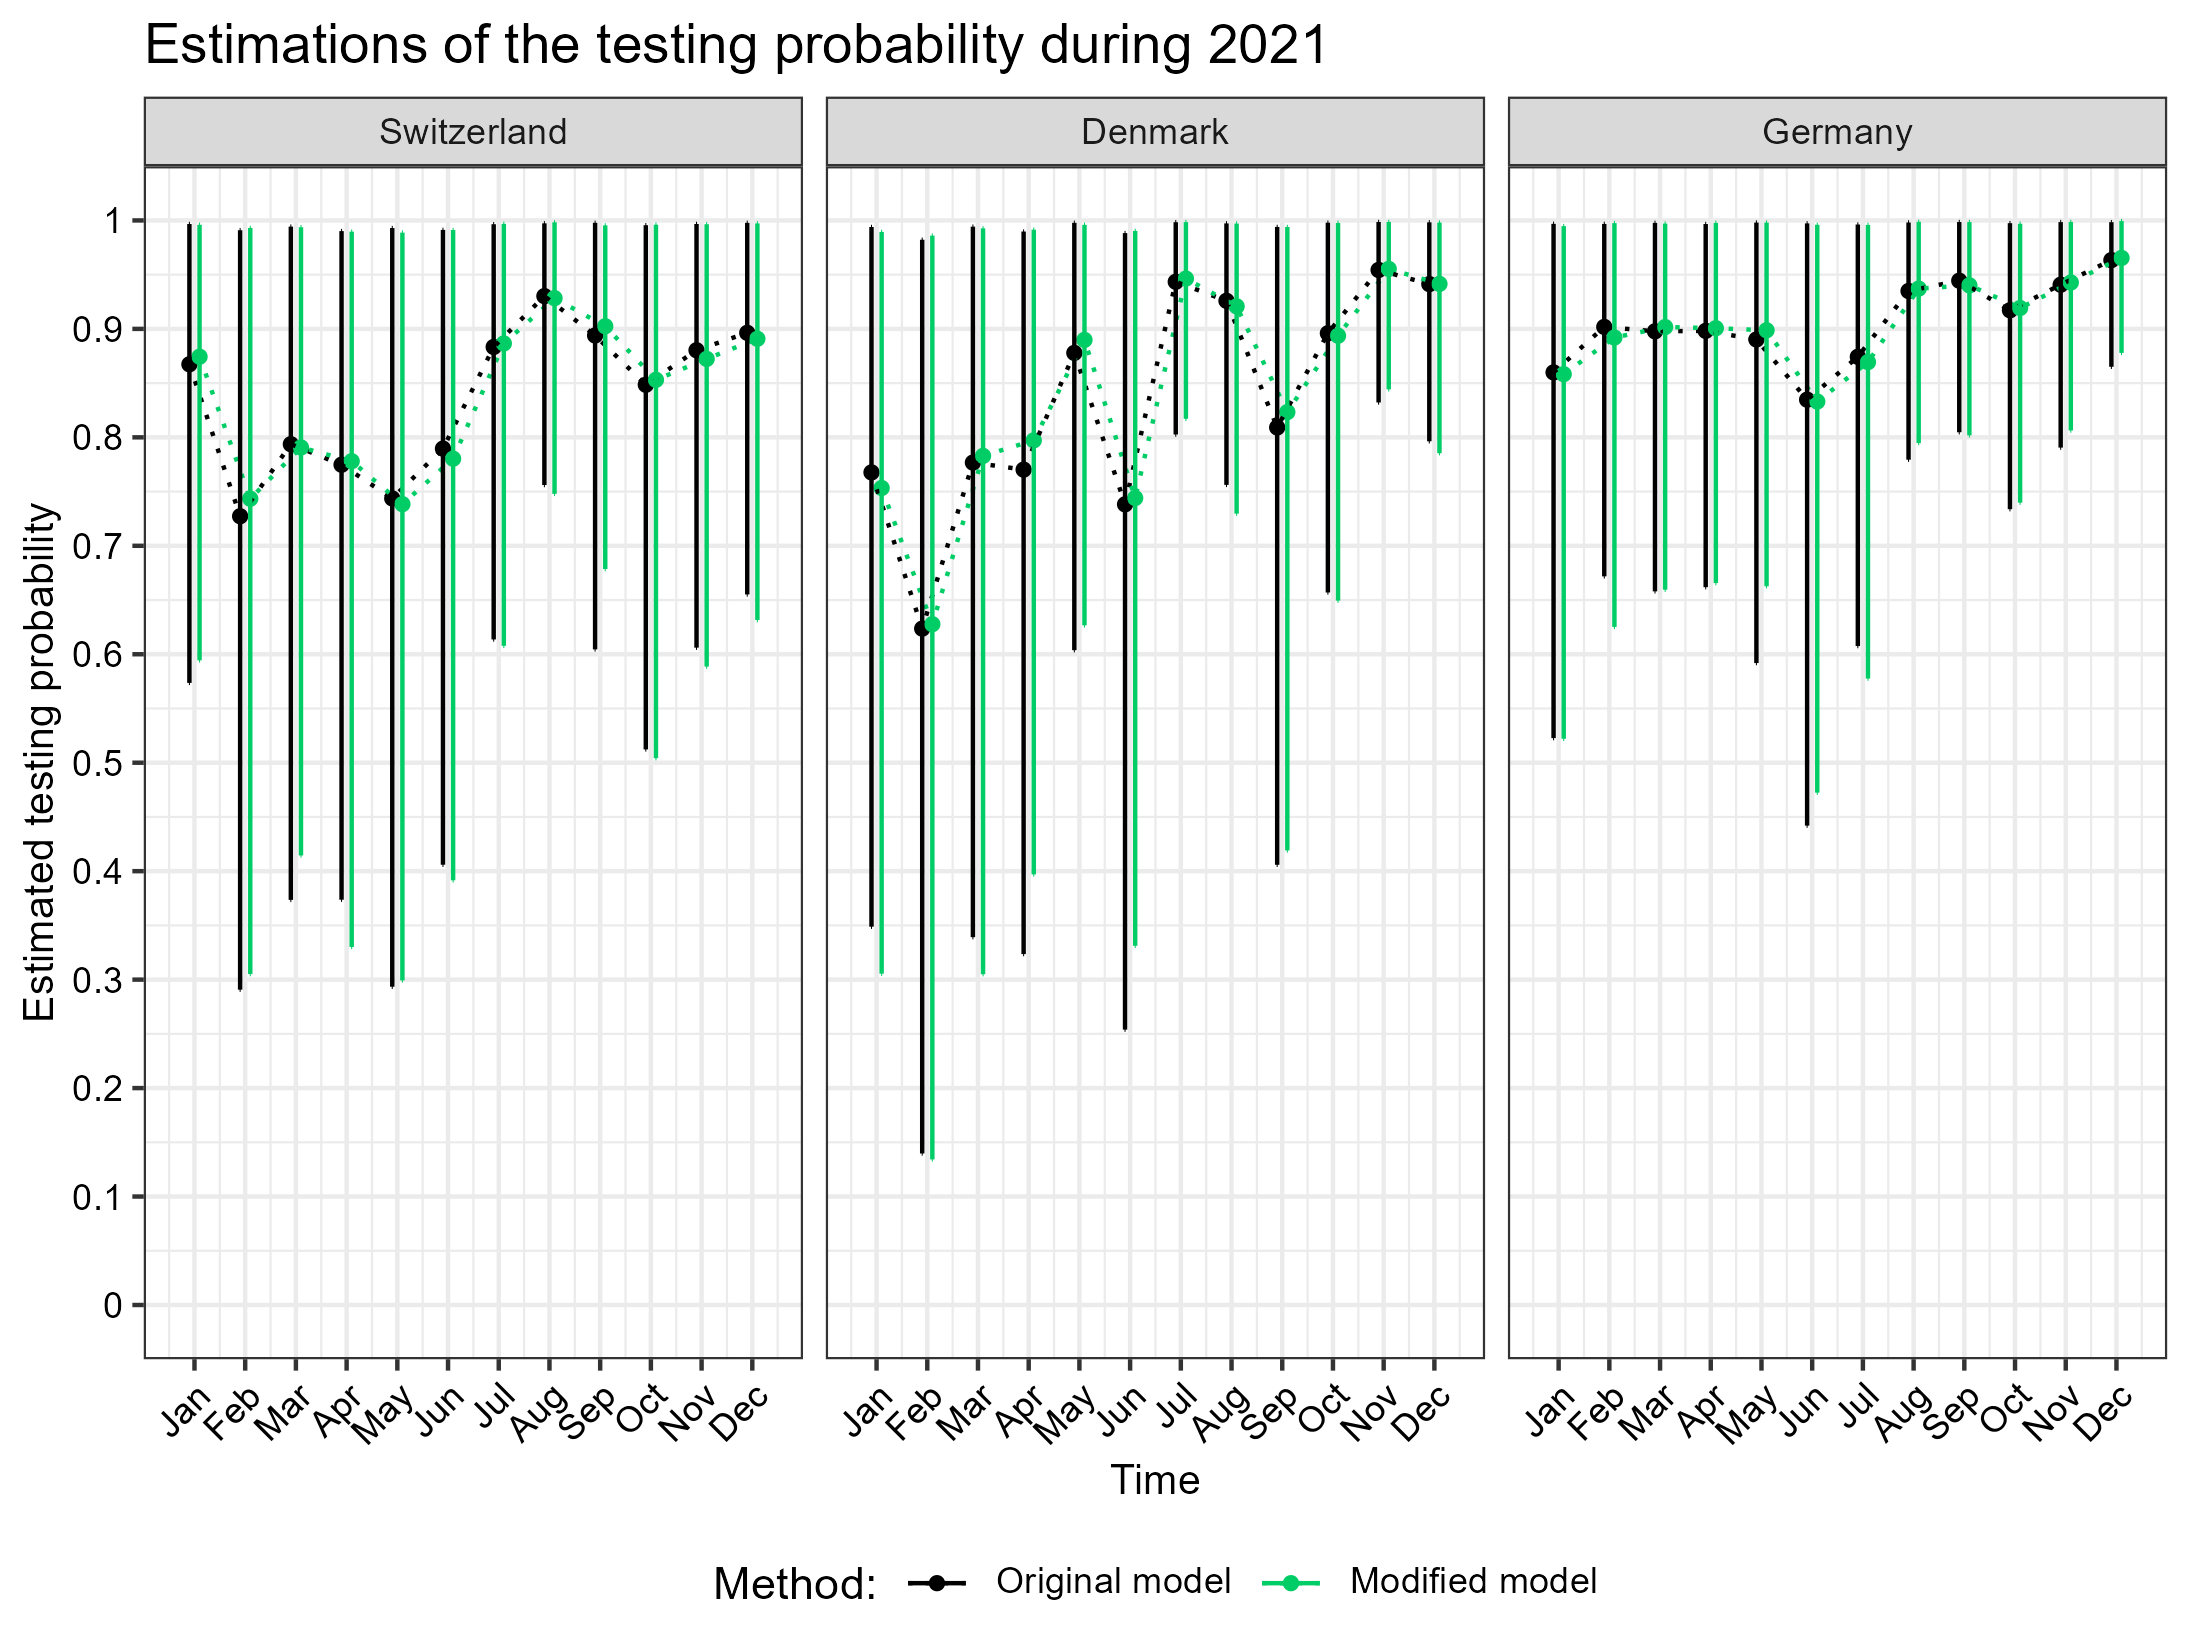 Estimations of the testing probability during 2021
Switzerland
Denmark
Germany
Estimated testing probability
1
0.9
0.8
0.7
0.6
0.5
0.4
0.3
0.2
0.1
0
Jan Feb Mar Apr May Jun Jul Aug Sep Oct Nov Dec
Jan Feb Mar Apr May Jun Jul Aug Sep Oct Nov Dec
Jan Feb Mar Apr May Jun Jul Aug Sep Oct Nov Dec
Time
Method: Original model Modified model